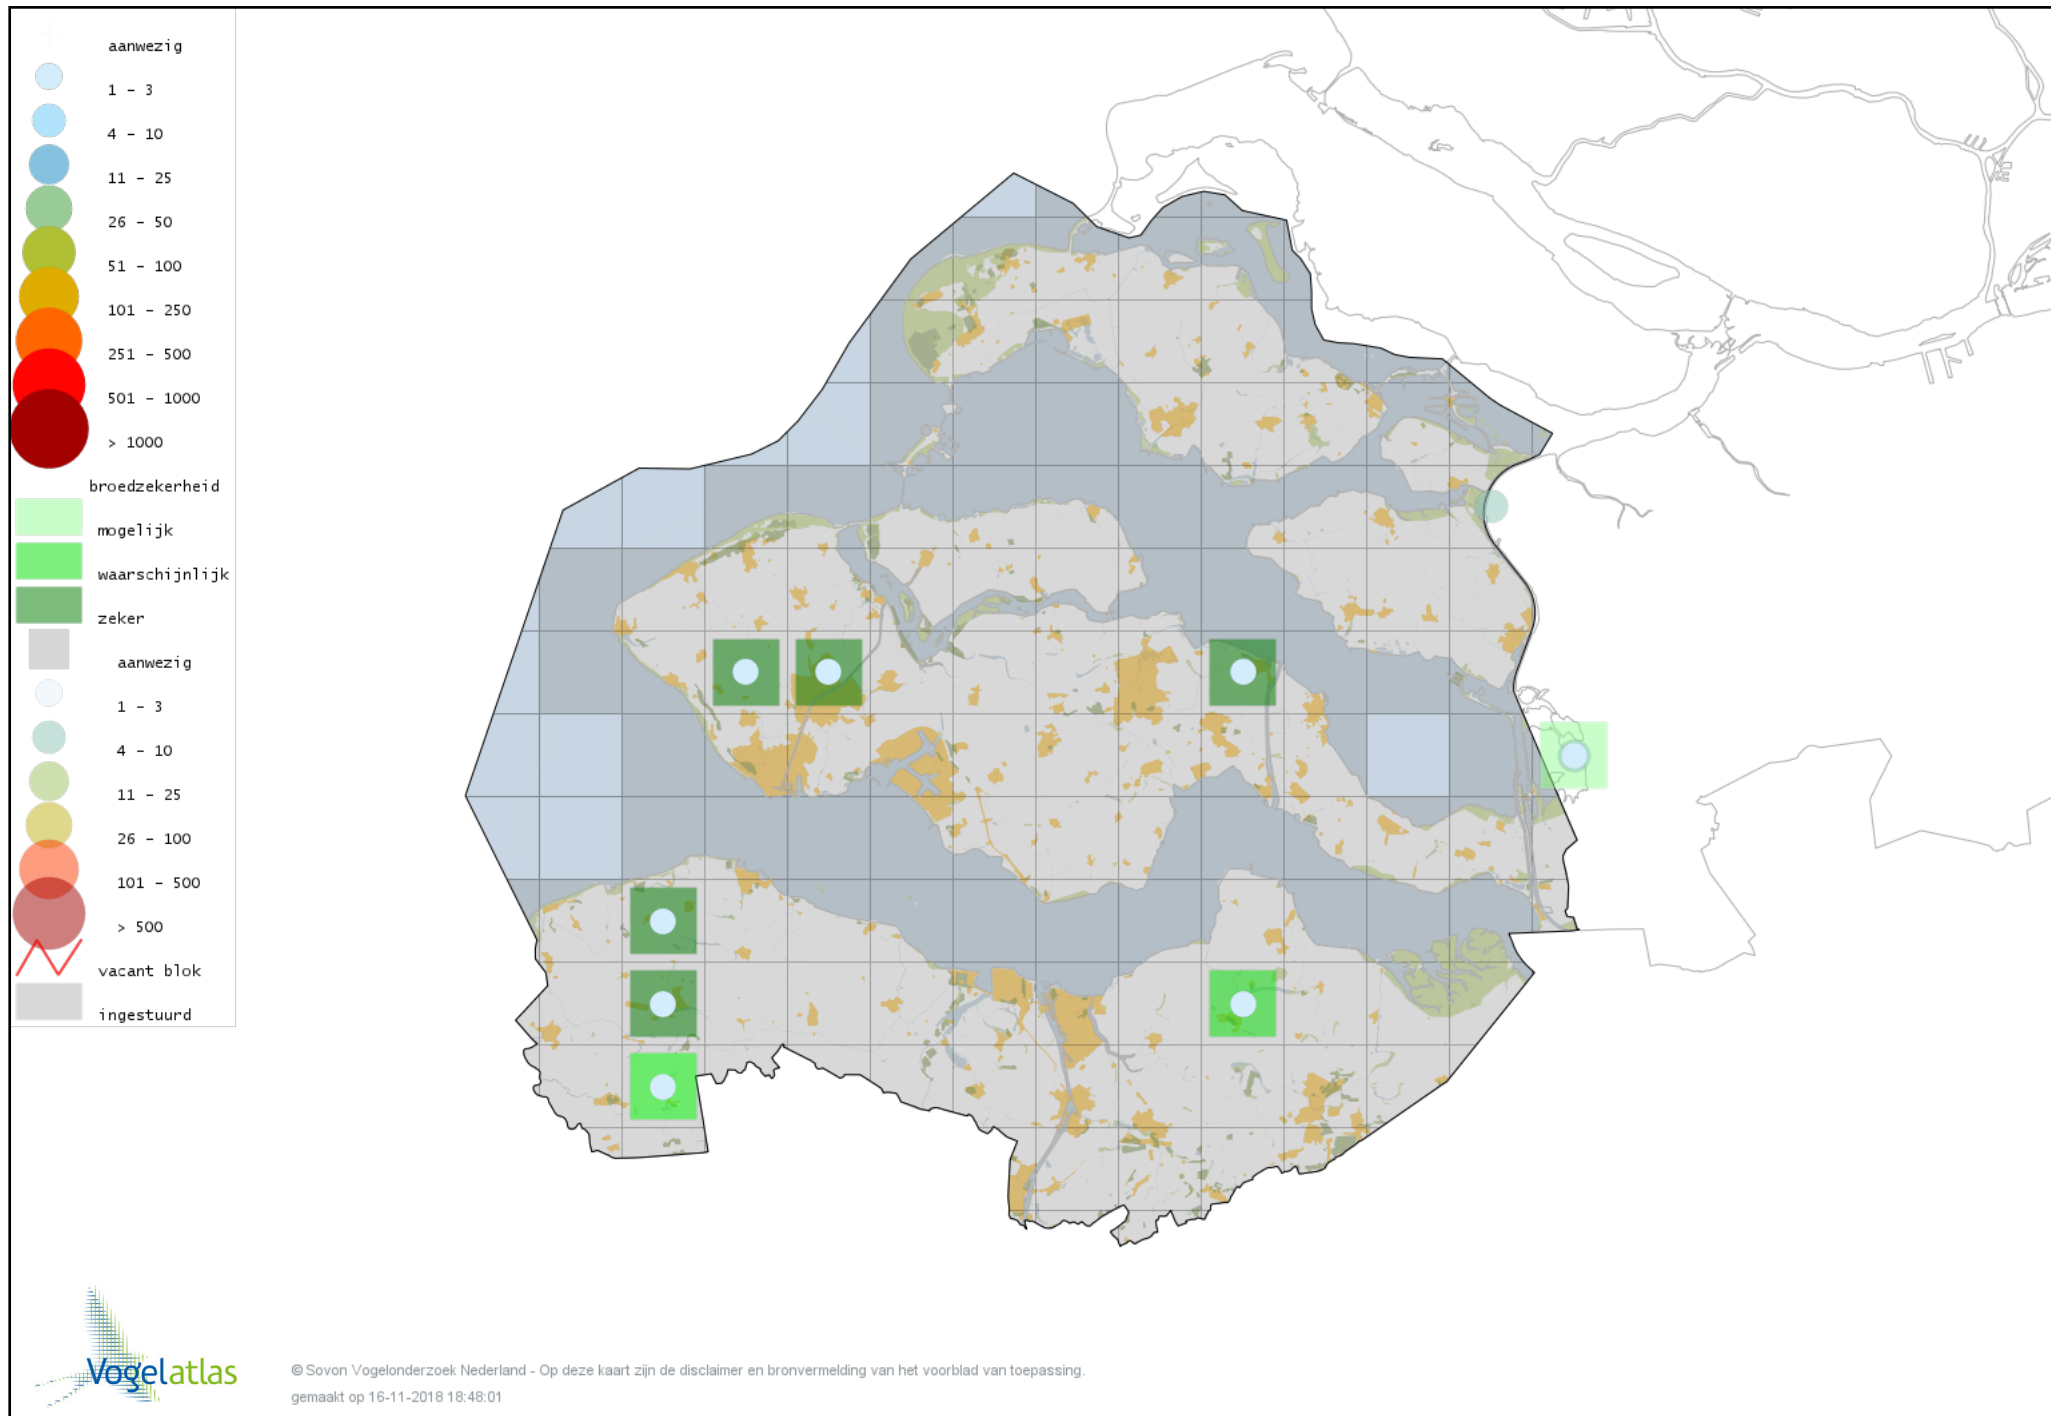 aanwezig
1 - 3
4 - 10
11 - 25
26 - 50
51 - 100
101 - 250
251 - 500
501 - 1000
> 1000
broedzekerheid
mogelijk
waarschijnlijk
zeker
aanwezig
1 - 3
4 - 10
11 - 25
26 - 100
101 - 500
> 500
vacant blok
ingestuurd
Vogelatlas
© Sovon Vogelonderzoek Nederland - Op deze kaart zijn de disclaimer en bronvermelding van het voorblad van toepassing.
gemaakt op 16-11-2018 18:48:01